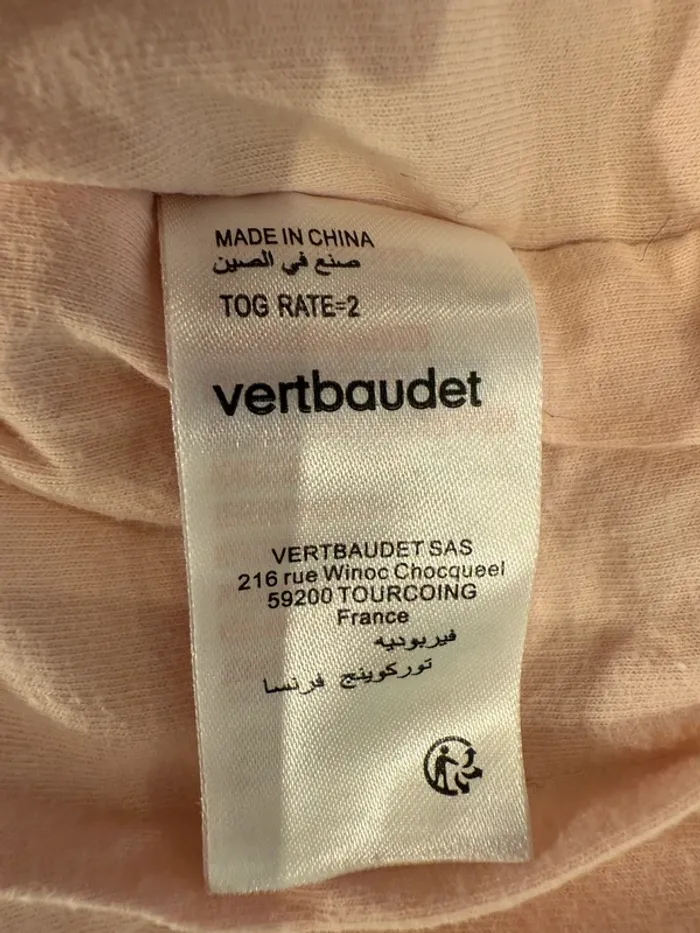 MADE IN CHINA
صنع في الصين
TOG RATE=2
vertbaudet
VERTBAUDET SAS
216 rue Winoc Chocqueel
59200 TOURCOING
France
فيربوديه
توركوينج فرنسا